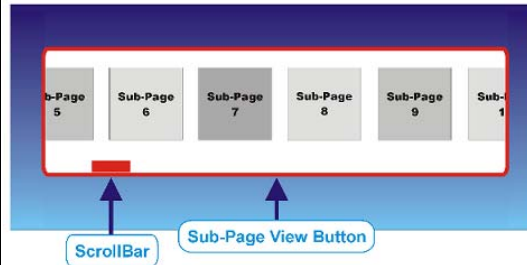 b-Page
5
Sub-Page
6
Sub-Page
7
Sub-Page
8
Sub-Page
9
Sub-
1
ScrollBar
Sub-Page View Button